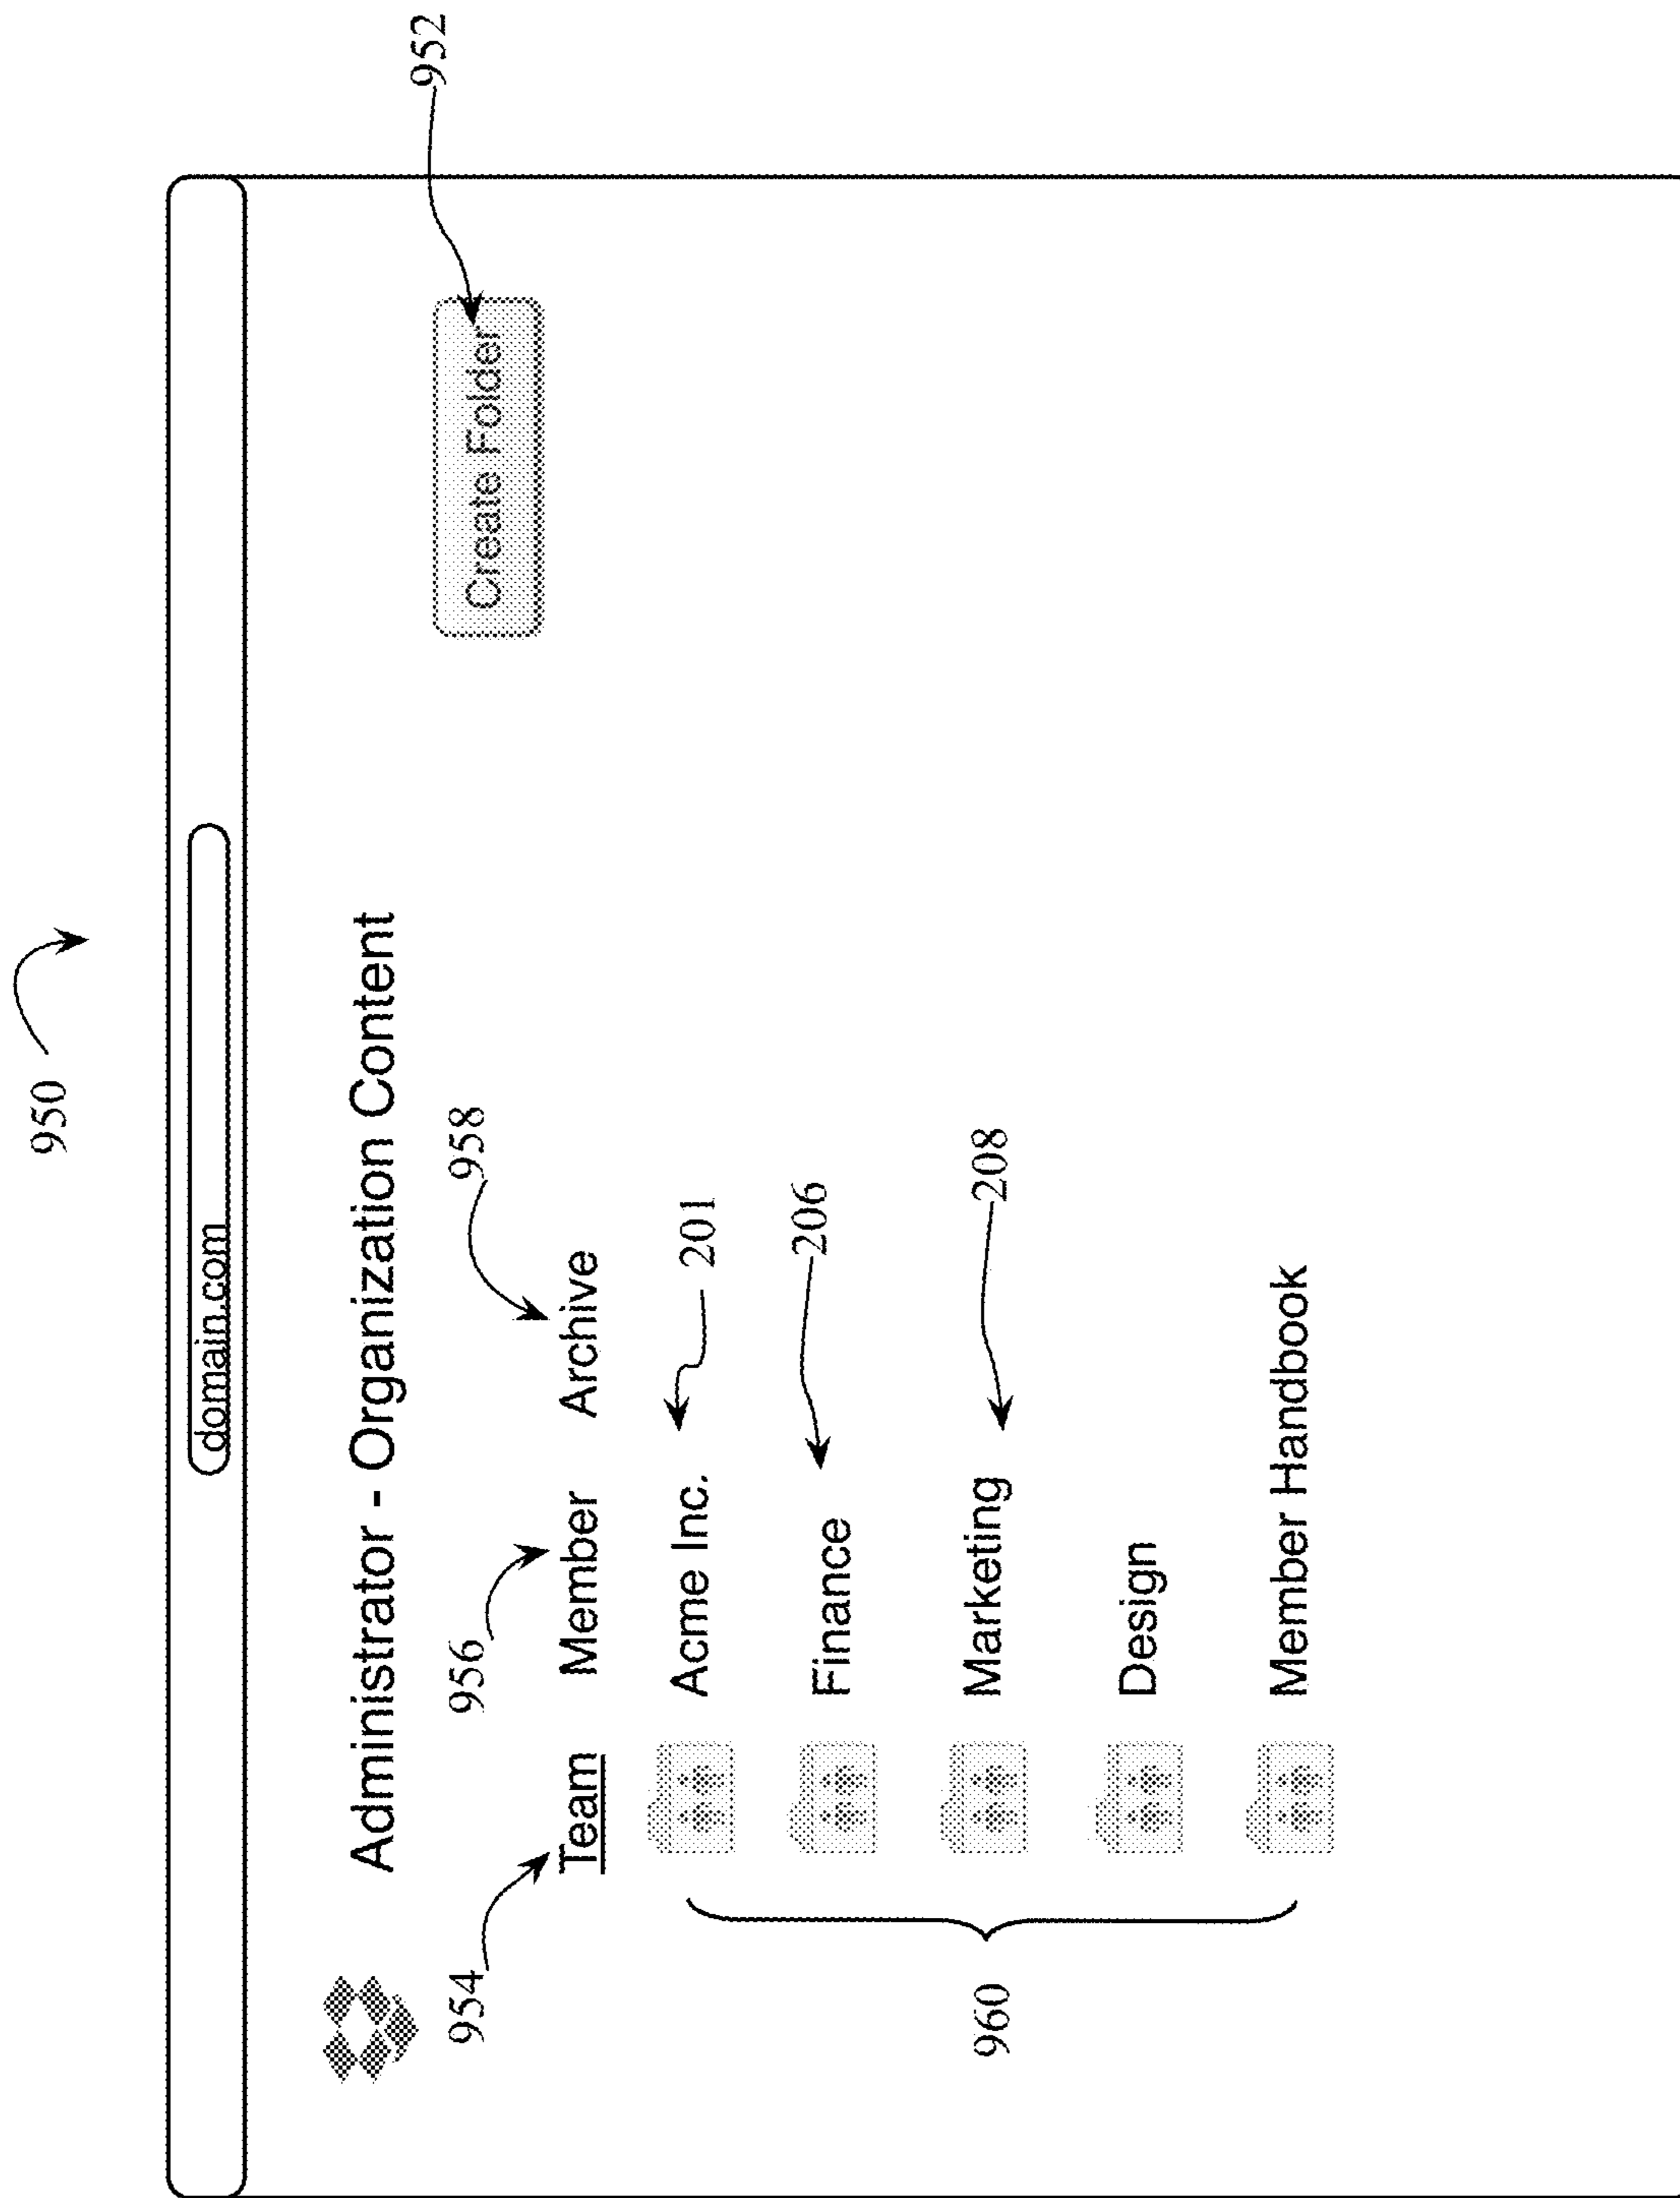 950
952
domain.com
Administrator - Organization Content
954
956
958
Create Folder
Team Member Archive
Acme Inc.
201
Finance
206
Marketing
208
Design
Member Handbook
960